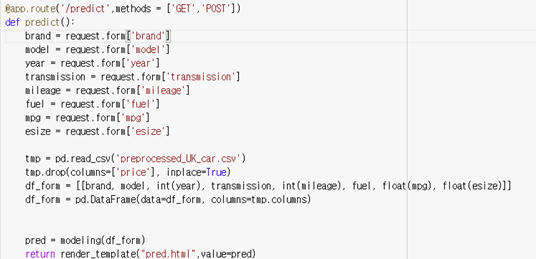 @app.route('/predict',methods = ['GET','POST'])
def predict():
    brand = request.form['brand']
    model = request.form['model']
    year = request.form['year']
    transmission = request.form['transmission']
    mileage = request.form['mileage']
    fuel = request.form['fuel']
    mpg = request.form['mpg']
    esize = request.form['esize']
    tmp = pd.read_csv('preprocessed_UK_car.csv')
    tmp.drop(columns=['price'], inplace=True)
    df_form = [[brand, model, int(year), transmission, int(mileage), fuel, float(mpg), float(esize)]]
    df_form = pd.DataFrame(data=df_form, columns=tmp.columns)
    pred = modeling(df_form)
    return render_template("pred.html",value=pred)